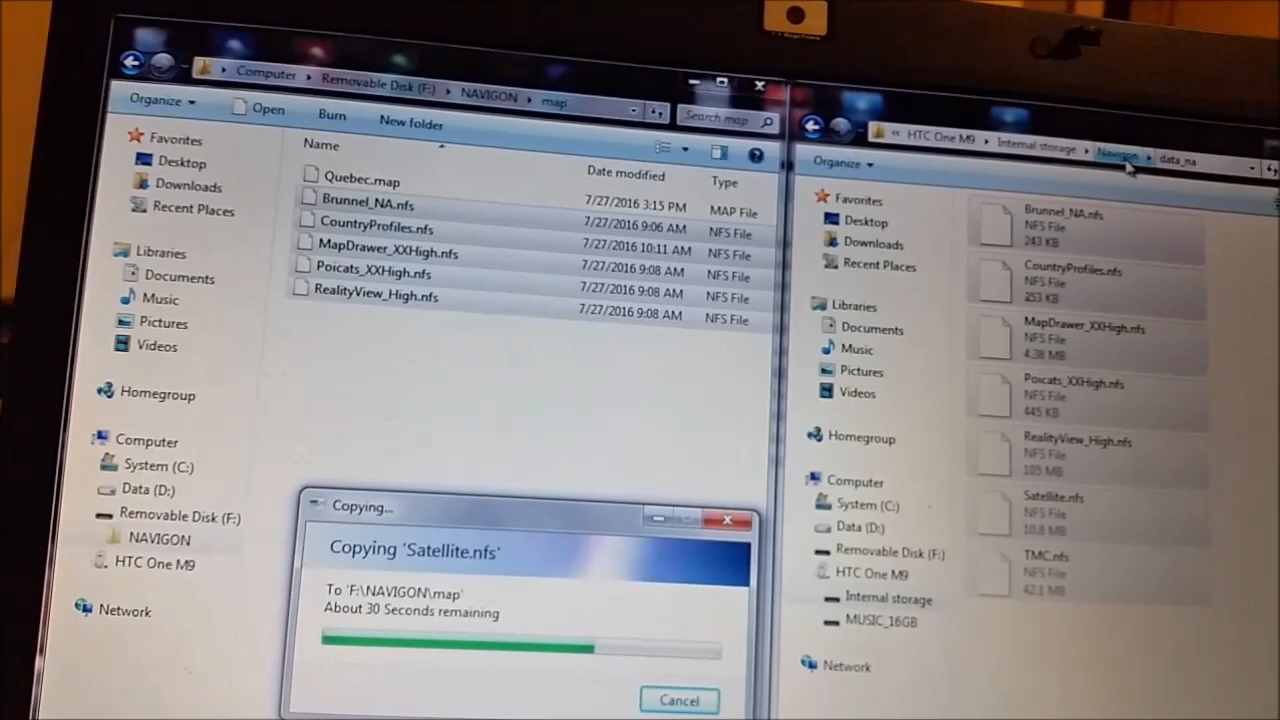 Computer
Removable Disk (F:)
NAVIGON
map
Search map
Organize
Open
Burn
New folder
Favorites
Desktop
Downloads
Recent Places
Libraries
Documents
Music
Pictures
Videos
Homegroup
Computer
System (C:)
Data (D:)
Removable Disk (F:)
NAVIGON
HTC One M9
Network
Name
Date modified
Type
Quebec.map
7/27/2016 3:15 PM
MAP File
Brunnel_NA.nfs
7/27/2016 9:06 AM
NFS File
CountryProfiles.nfs
7/27/2016 10:11 AM
NFS File
MapDrawer_XXHigh.nfs
7/27/2016 9:08 AM
NFS File
Poicats_XXHigh.nfs
7/27/2016 9:08 AM
NFS File
RealityView_High.nfs
7/27/2016 9:08 AM
NFS File
Copying...
Copying 'Satellite.nfs'
To 'F:\NAVIGON\map'
About 30 Seconds remaining
Cancel
« HTC One M9
Internal storage
Navigon
data_na
Organize
Favorites
Desktop
Downloads
Recent Places
Libraries
Documents
Music
Pictures
Videos
Homegroup
Computer
System (C:)
Data (D:)
Removable Disk (F:)
HTC One M9
Internal storage
MUSIC_16GB
Network
Brunnel_NA.nfs
NFS File
243 KB
CountryProfiles.nfs
NFS File
253 KB
MapDrawer_XXHigh.nfs
NFS File
4.38 MB
Poicats_XXHigh.nfs
NFS File
445 KB
RealityView_High.nfs
NFS File
105 MB
Satellite.nfs
NFS File
10.8 MB
TMC.nfs
NFS File
42.1 MB